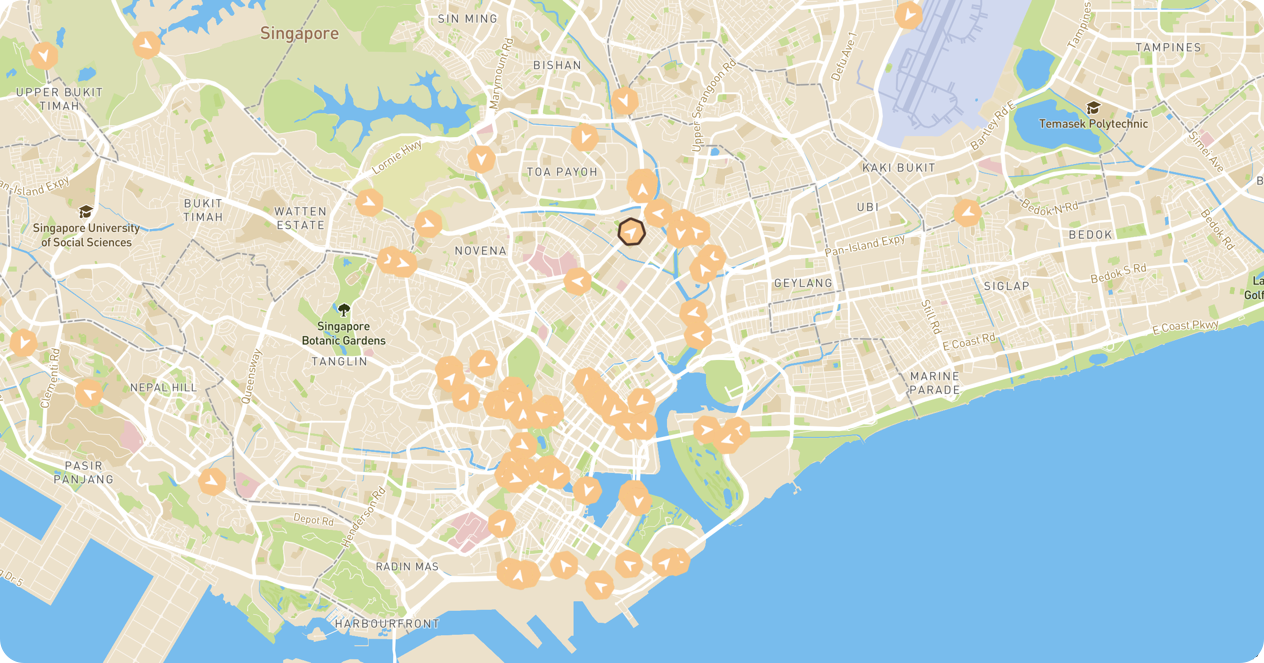 SIN MING
Singapore
BISHAN
TAMPINES
Tampines
Defu Ave 1
Marymount Rd
Upper Serangoon Rd
UPPER BUKIT
TIMAH
Bartley Rd E
Temasek Polytechnic
Simei Ave
Lornie Hwy
TOA PAYOH
KAKI BUKIT
an-Island Expy
BUKIT
TIMAH
WATTEN
ESTATE
UBI
Bedok N Rd
B
Singapore University
of Social Sciences
NOVENA
Pan-Island Expy
BEDOK
Bedok Rd
Bedok S Rd
GEYLANG
SIGLAP
La
Golf
Singapore
Botanic Gardens
TANGLIN
Still Rd
E Coast Rd
E Coast Pkwy
Clementi Rd
NEPAL HILL
Queensway
MARINE
PARADE
PASIR
PANJANG
Henderson Rd
Depot Rd
RADIN MAS
g Dr 5
HARBOURFRONT